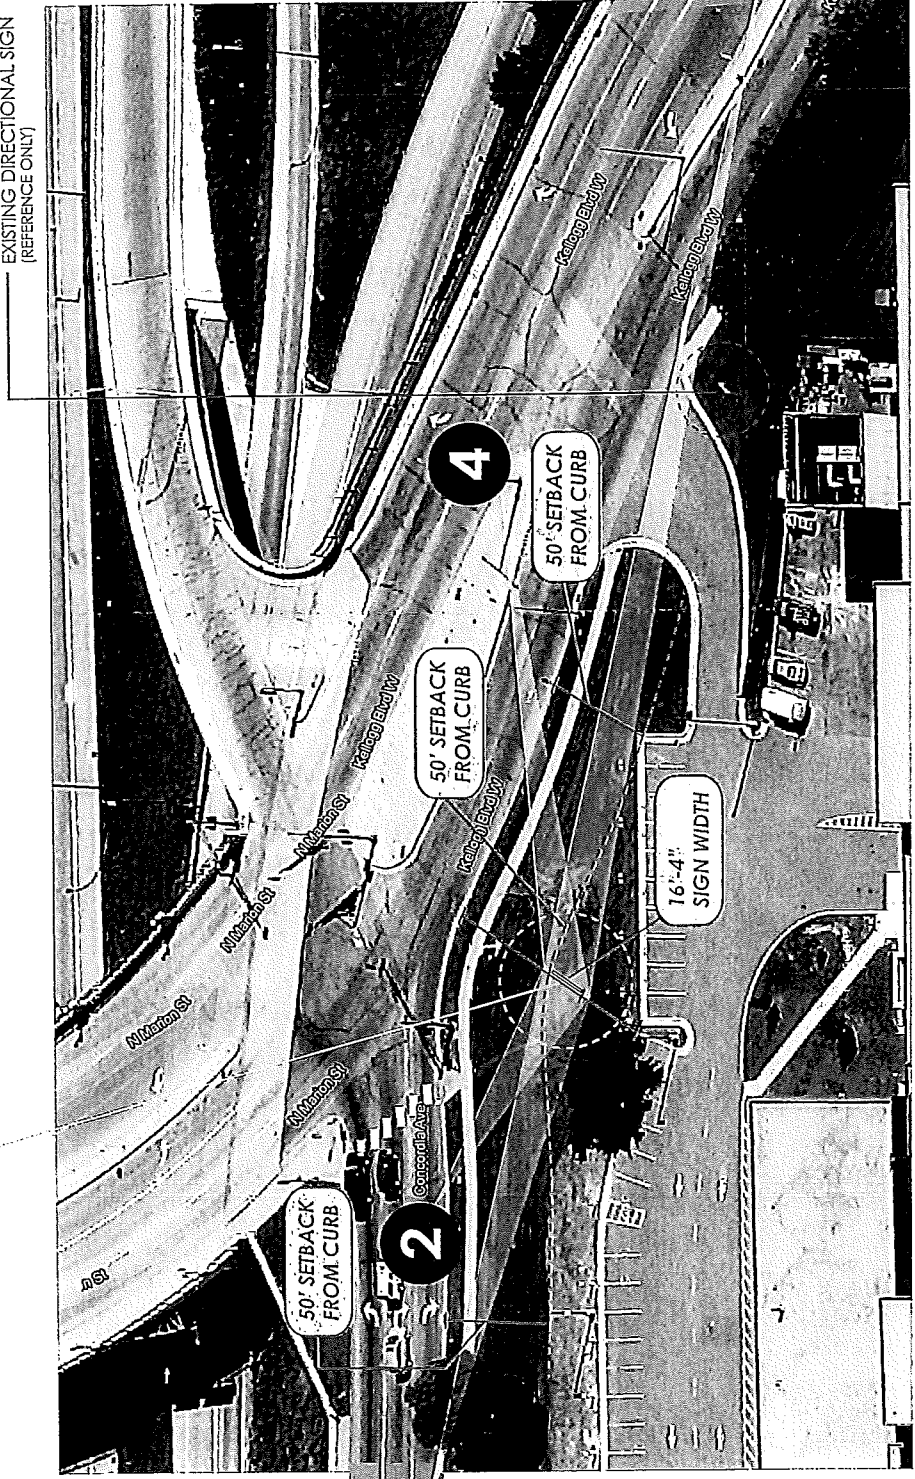 EXISTING DIRECTIONAL SIGN
(REFERENCE ONLY)
Kellogg Blvd W
Kellogg Blvd W
4
50' SETBACK
FROM CURB
50' SETBACK
FROM CURB
Kellogg Blvd W
N Marion St
Kellogg Blvd W
16'-4"
SIGN WIDTH
N Marion St
N Marion St
N Marion St
Concordia Ave
2
50' SETBACK
FROM CURB
n St